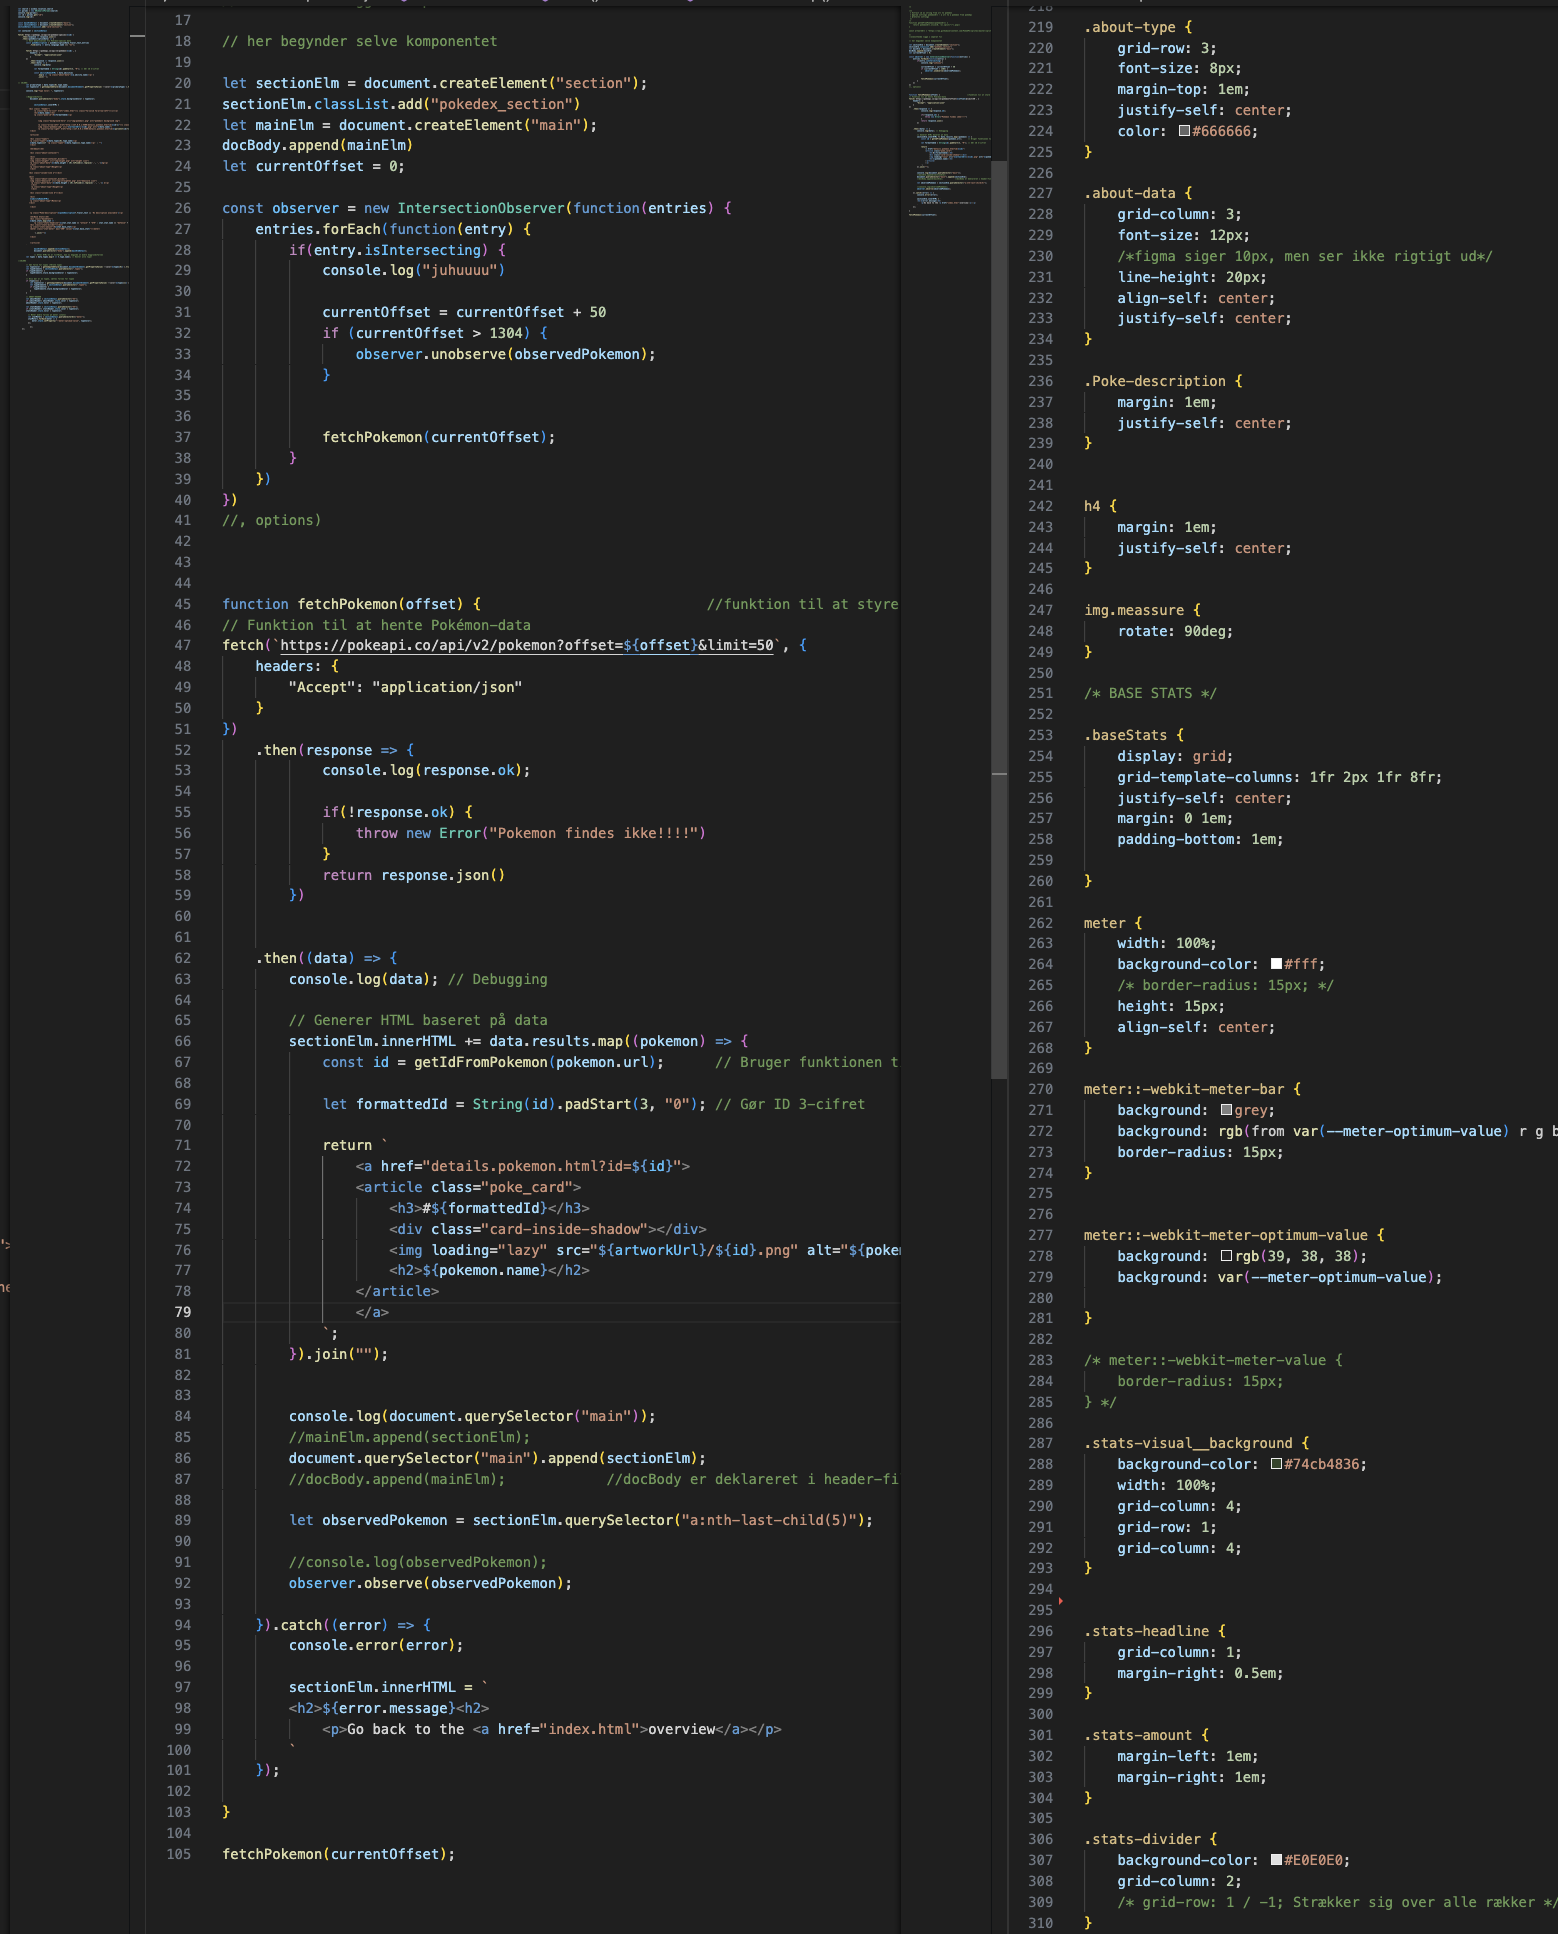 17
18 // her begynder selve komponentet
19
20 let sectionElm = document.createElement("section");
21 sectionElm.classList.add("pokedex_section")
22 let mainElm = document.createElement("main");
23 docBody.append(mainElm)
24 let currentOffset = 0;
25
26 const observer = new IntersectionObserver(function(entries) {
27 entries.forEach(function(entry) {
28 if(entry.isIntersecting) {
29 console.log("juhuuuu")
30
31 currentOffset = currentOffset + 50
32 if (currentOffset > 1304) {
33 observer.unobserve(observedPokemon);
34 }
35
36
37 fetchPokemon(currentOffset);
38 }
39 })
40 })
41 //, options)
42
43
44
45 function fetchPokemon(offset) { //funktion til at styre
46 // Funktion til at hente Pokémon-data
47 fetch(`https://pokeapi.co/api/v2/pokemon?offset=${offset}&limit=50`, {
48 headers: {
49 "Accept": "application/json"
50 }
51 })
52 .then(response => {
53 console.log(response.ok);
54
55 if(!response.ok) {
56 throw new Error("Pokemon findes ikke!!!!")
57 }
58 return response.json()
59 })
60
61
62 .then((data) => {
63 console.log(data); // Debugging
64
65 // Generer HTML baseret på data
66 sectionElm.innerHTML += data.results.map((pokemon) => {
67 const id = getIdFromPokemon(pokemon.url); // Bruger funktionen t
68
69 let formattedId = String(id).padStart(3, "0"); // Gør ID 3-cifret
70
71 return `
72 <a href="details.pokemon.html?id=${id}">
73 <article class="poke_card">
74 <h3>#${formattedId}</h3>
75 <div class="card-inside-shadow"></div>
76 <img loading="lazy" src="${artworkUrl}/${id}.png" alt="${poke
77 <h2>${pokemon.name}</h2>
78 </article>
79 </a>
80 `;
81 }).join("");
82
83
84 console.log(document.querySelector("main"));
85 //mainElm.append(sectionElm);
86 document.querySelector("main").append(sectionElm);
87 //docBody.append(mainElm); //docBody er deklareret i header-fi
88
89 let observedPokemon = sectionElm.querySelector("a:nth-last-child(5)");
90
91 //console.log(observedPokemon);
92 observer.observe(observedPokemon);
93
94 }).catch((error) => {
95 console.error(error);
96
97 sectionElm.innerHTML = `
98 <h2>${error.message}<h2>
99 <p>Go back to the <a href="index.html">overview</a></p>
100 `
101 });
102
103 }
104
105 fetchPokemon(currentOffset);
218
219 .about-type {
220 grid-row: 3;
221 font-size: 8px;
222 margin-top: 1em;
223 justify-self: center;
224 color: #666666;
225 }
226
227 .about-data {
228 grid-column: 3;
229 font-size: 12px;
230 /*figma siger 10px, men ser ikke rigtigt ud*/
231 line-height: 20px;
232 align-self: center;
233 justify-self: center;
234 }
235
236 .Poke-description {
237 margin: 1em;
238 justify-self: center;
239 }
240
241
242 h4 {
243 margin: 1em;
244 justify-self: center;
245 }
246
247 img.meassure {
248 rotate: 90deg;
249 }
250
251 /* BASE STATS */
252
253 .baseStats {
254 display: grid;
255 grid-template-columns: 1fr 2px 1fr 8fr;
256 justify-self: center;
257 margin: 0 1em;
258 padding-bottom: 1em;
259
260 }
261
262 meter {
263 width: 100%;
264 background-color: #fff;
265 /* border-radius: 15px; */
266 height: 15px;
267 align-self: center;
268 }
269
270 meter::-webkit-meter-bar {
271 background: grey;
272 background: rgb(from var(--meter-optimum-value) r g b
273 border-radius: 15px;
274 }
275
276
277 meter::-webkit-meter-optimum-value {
278 background: rgb(39, 38, 38);
279 background: var(--meter-optimum-value);
280
281 }
282
283 /* meter::-webkit-meter-value {
284 border-radius: 15px;
285 } */
286
287 .stats-visual__background {
288 background-color: #74cb4836;
289 width: 100%;
290 grid-column: 4;
291 grid-row: 1;
292 grid-column: 4;
293 }
294
295
296 .stats-headline {
297 grid-column: 1;
298 margin-right: 0.5em;
299 }
300
301 .stats-amount {
302 margin-left: 1em;
303 margin-right: 1em;
304 }
305
306 .stats-divider {
307 background-color: #E0E0E0;
308 grid-column: 2;
309 /* grid-row: 1 / -1; Strækker sig over alle rækker */
310 }